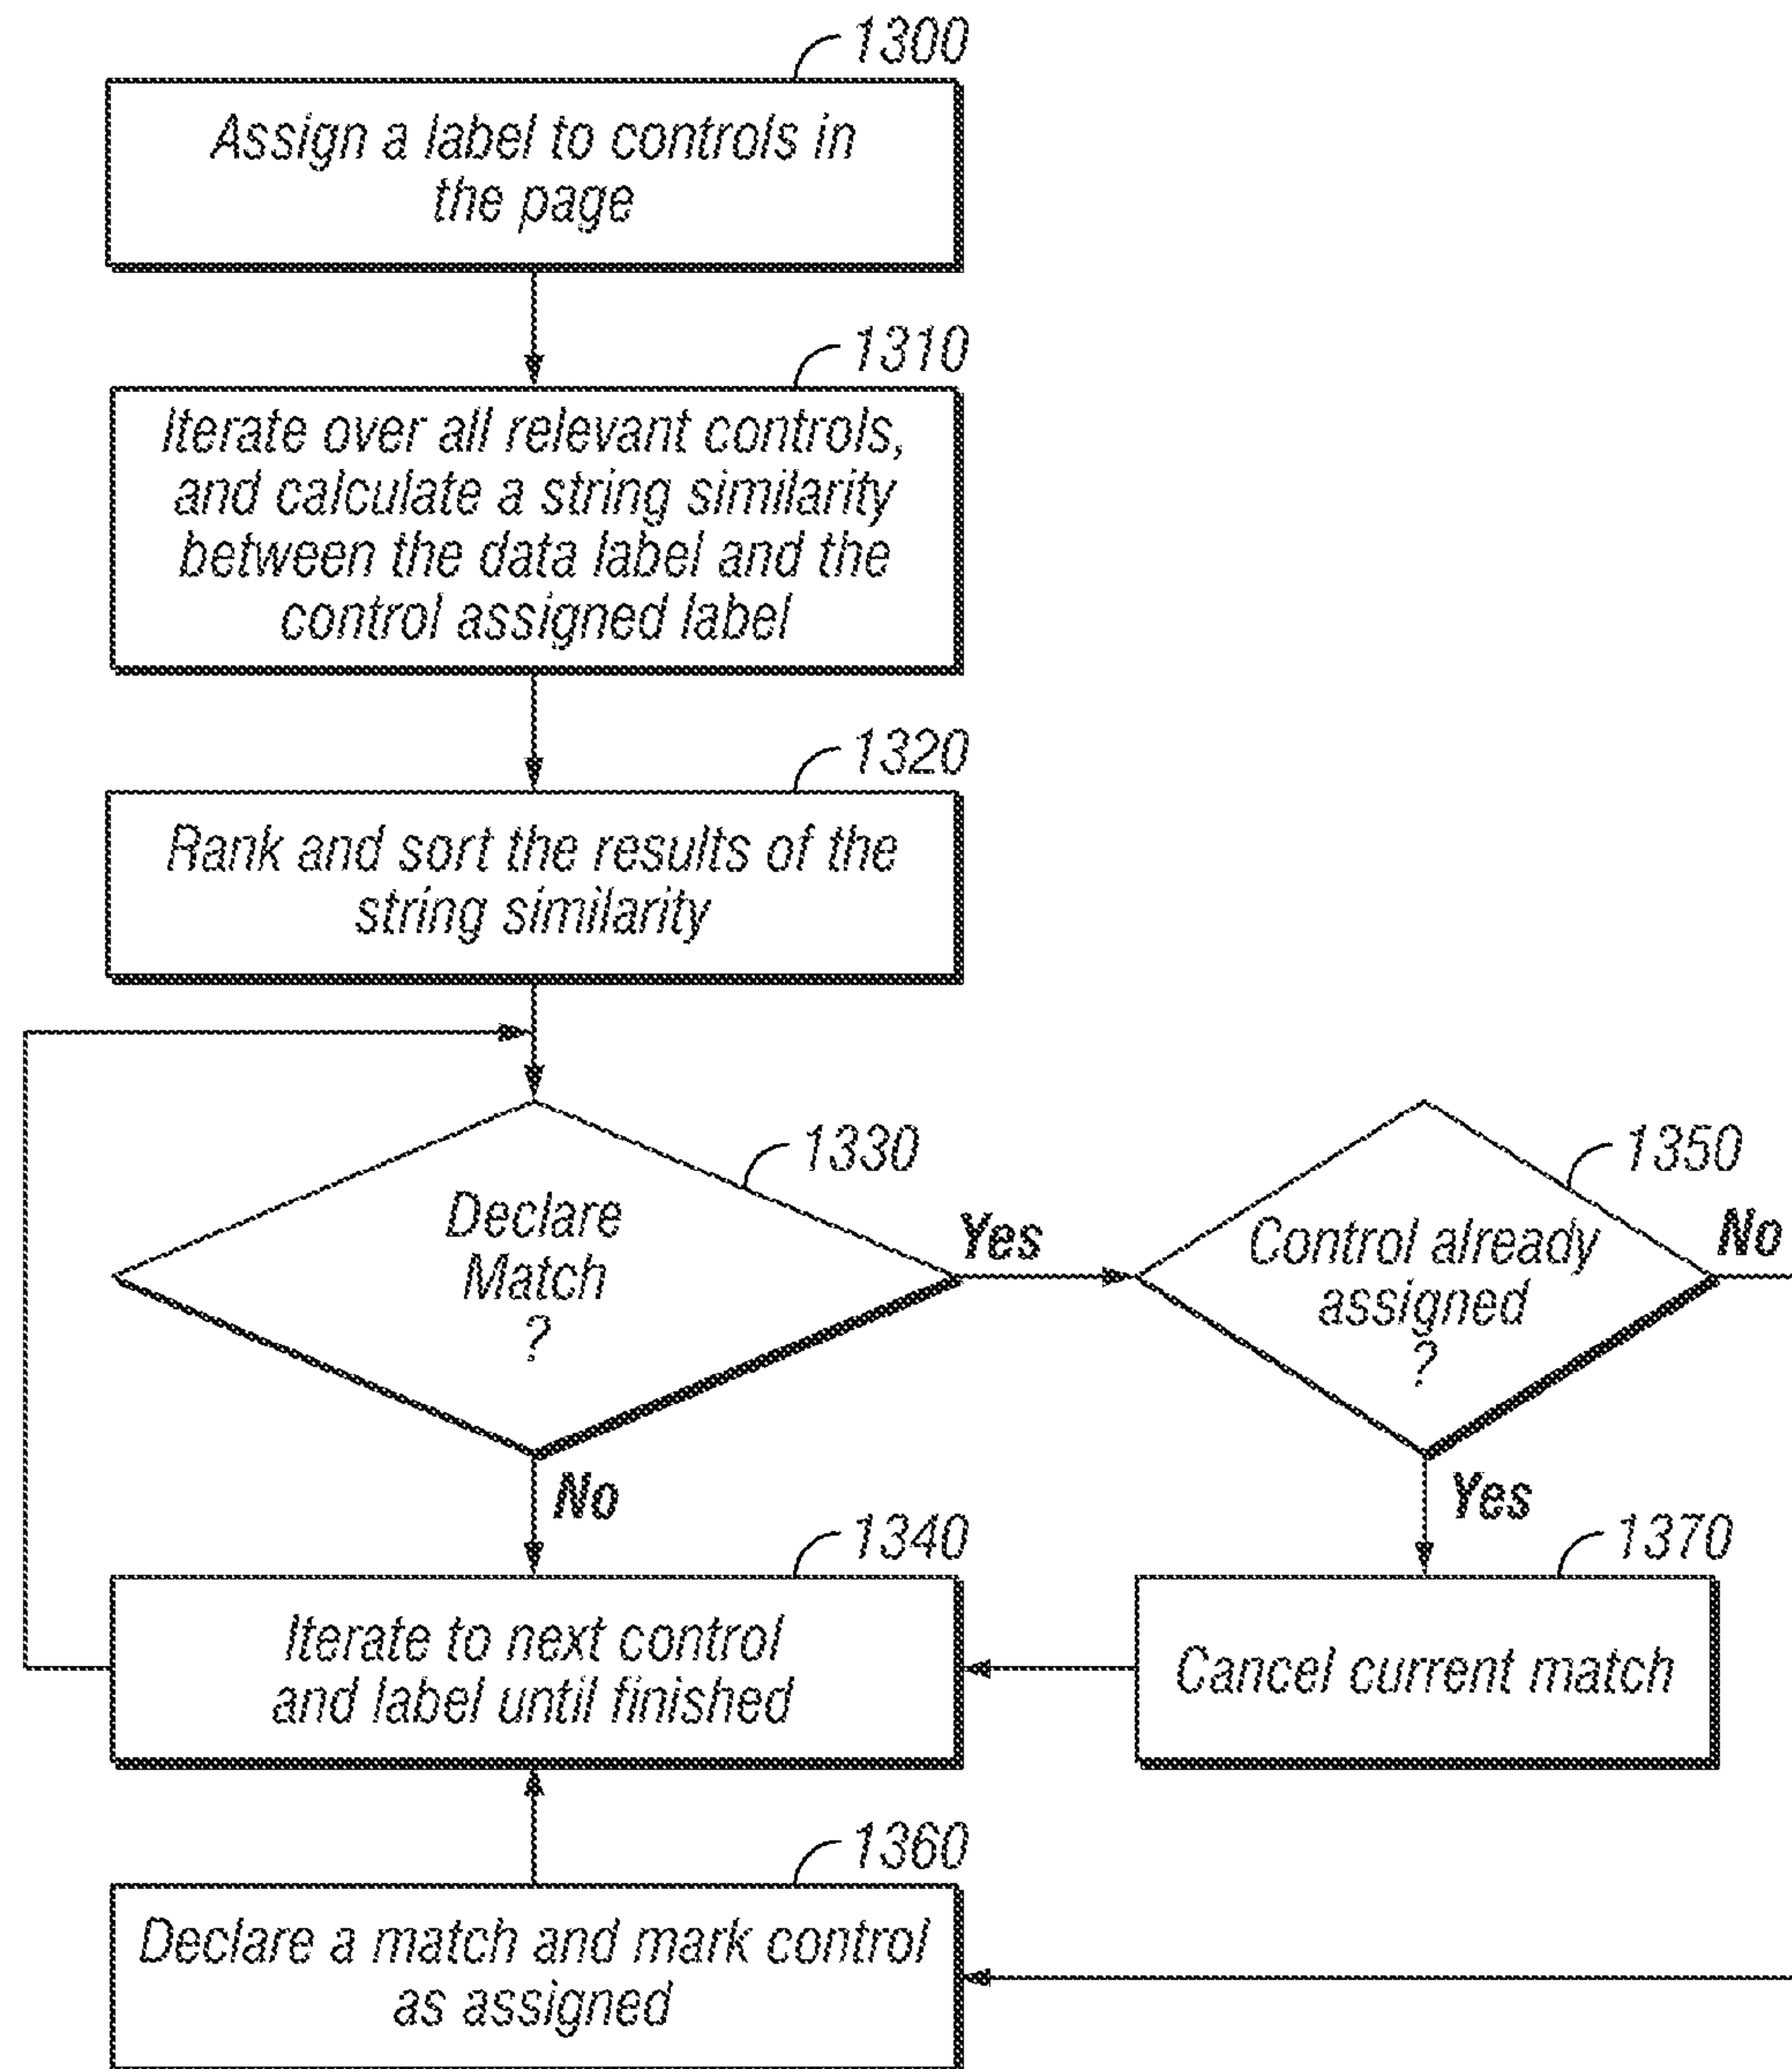 1300
Assign a label to controls in
the page
1310
Iterate over all relevant controls,
and calculate a string similarity
between the data label and the
control assigned label
1320
Rank and sort the results of the
string similarity
1330
Declare
Match
?
Yes
1350
Control already
assigned
?
No
No
Yes
1340
Iterate to next control
and label until finished
1370
Cancel current match
1360
Declare a match and mark control
as assigned